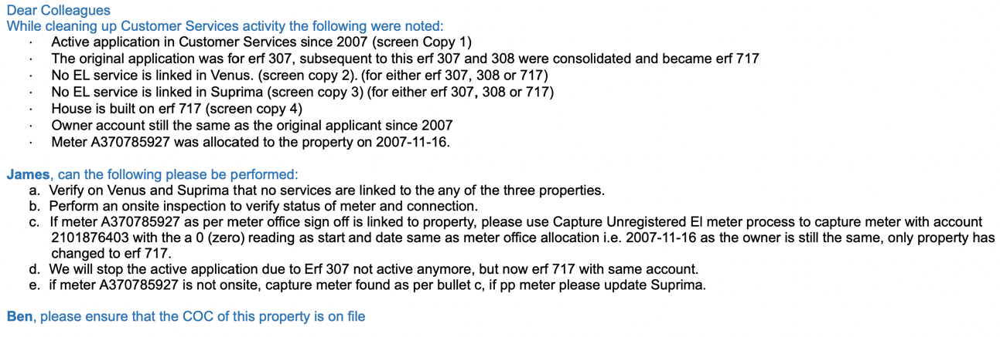 Dear Colleagues
While cleaning up Customer Services activity the following were noted:
· Active application in Customer Services since 2007 (screen Copy 1)
· The original application was for erf 307, subsequent to this erf 307 and 308 were consolidated and became erf 717
· No EL service is linked in Venus. (screen copy 2). (for either erf 307, 308 or 717)
· No EL service is linked in Suprima (screen copy 3) (for either erf 307, 308 or 717)
· House is built on erf 717 (screen copy 4)
· Owner account still the same as the original applicant since 2007
· Meter A370785927 was allocated to the property on 2007-11-16.
James, can the following please be performed:
a. Verify on Venus and Suprima that no services are linked to the any of the three properties.
b. Perform an onsite inspection to verify status of meter and connection.
c. If meter A370785927 as per meter office sign off is linked to property, please use Capture Unregistered El meter process to capture meter with account
2101876403 with the a 0 (zero) reading as start and date same as meter office allocation i.e. 2007-11-16 as the owner is still the same, only property has
changed to erf 717.
d. We will stop the active application due to Erf 307 not active anymore, but now erf 717 with same account.
e. if meter A370785927 is not onsite, capture meter found as per bullet c, if pp meter please update Suprima.
Ben, please ensure that the COC of this property is on file